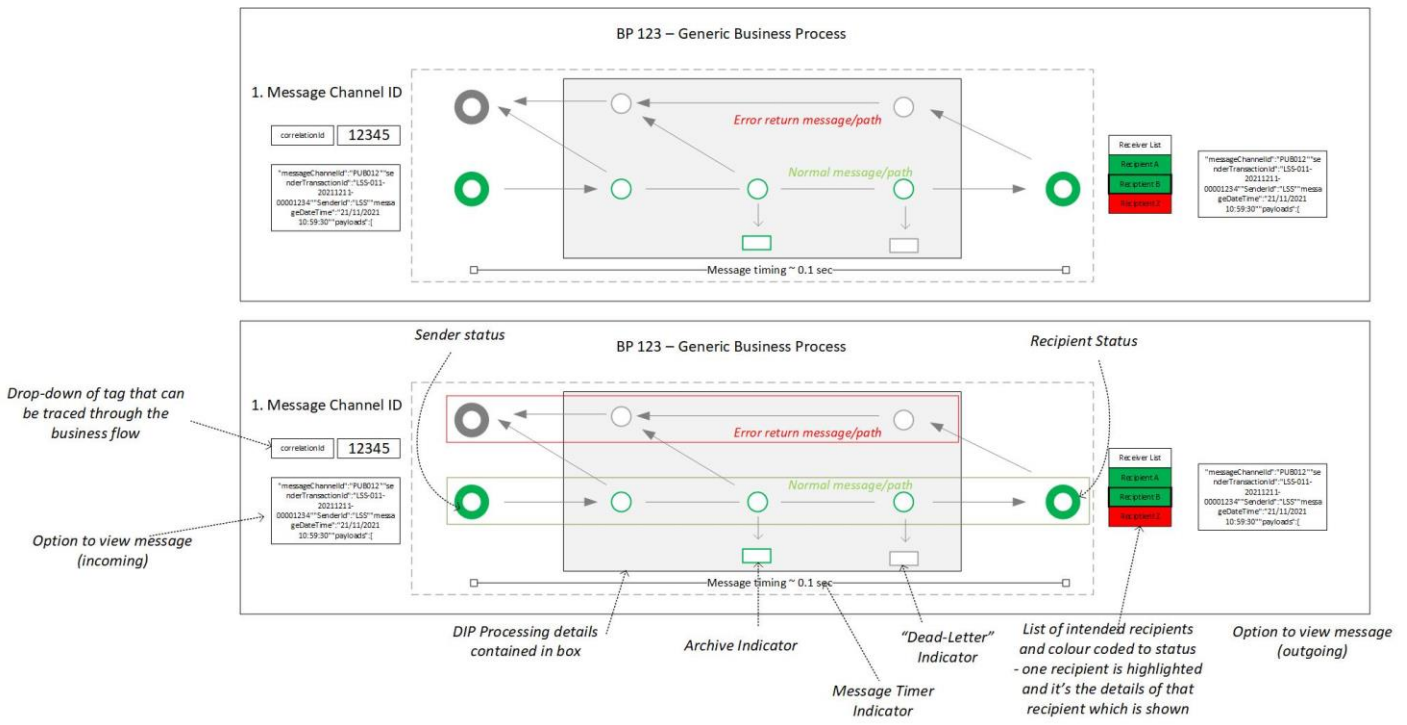 BP 123 – Generic Business Process
1. Message Channel ID
correlationId
12345
"messageChannelId":"PUB012""se
nderTransactionId":"LSS-011-
20211211-
00001234""SenderId":"LSS""messa
geDateTime":"21/11/2021
10:59:30""payloads":[
Error return message/path
Normal message/path
Message timing ~ 0.1 sec
Receiver List
Recipient A
Recipient B
"messageChannelId":"PUB012""se
nderTransactionId":"LSS-011-
20211211-
00001234""SenderId":"LSS""messa
geDateTime":"21/11/2021
10:59:30""payloads":[
Sender status
BP 123 – Generic Business Process
Recipient Status
Drop-down of tag that can
be traced through the
business flow
1. Message Channel ID
correlationId
12345
"messageChannelId":"PUB012""se
nderTransactionId":"LSS-011-
20211211-
00001234""SenderId":"LSS""messa
geDateTime":"21/11/2021
10:59:30""payloads":[
Option to view message
(incoming)
Error return message/path
Normal message/path
Message timing ~ 0.1 sec
Receiver List
Recipient A
Recipient B
"messageChannelId":"PUB012""se
nderTransactionId":"LSS-011-
20211211-
00001234""SenderId":"LSS""messa
geDateTime":"21/11/2021
10:59:30""payloads":[
DIP Processing details
contained in box
Archive Indicator
"Dead-Letter"
Indicator
Message Timer
Indicator
List of intended recipients
and colour coded to status
- one recipient is highlighted
and it's the details of that
recipient which is shown
Option to view message
(outgoing)